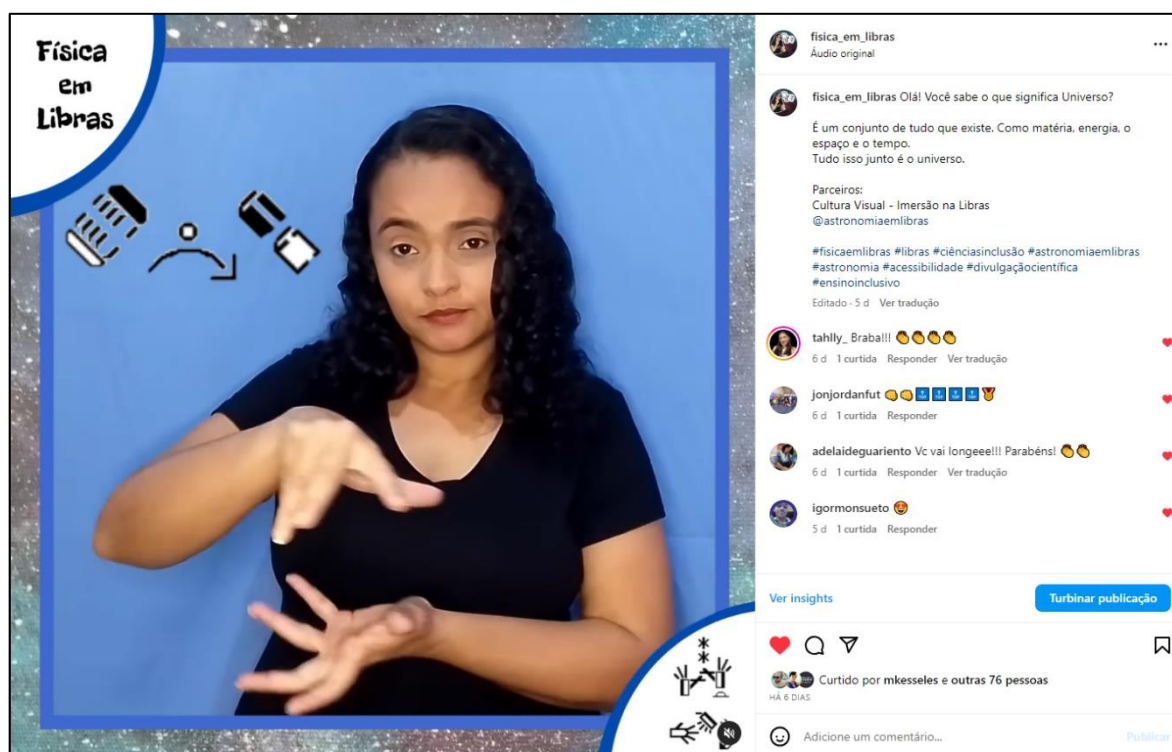 Física
em
Libras
fisica_em_libras
Áudio original
fisica_em_libras Olá! Você sabe o que significa Universo?
É um conjunto de tudo que existe. Como matéria, energia, o
espaço e o tempo.
Tudo isso junto é o universo.
Parceiros:
Cultura Visual - Imersão na Libras
@astronomiaemlibras
#fisicaemlibras #libras #ciênciasinclusão #astronomiaemlibras
#astronomia #acessibilidade #divulgaçãocientífica
#ensinoinclusivo
Editado · 5 d Ver tradução
tahlly_ Braba!!! 👏👏👏👏
6 d 1 curtida Responder Ver tradução
jonjordanfut 👊👊🔝🔝🔝🔝🏅
6 d 1 curtida Responder
adelaideguariento Vc vai longeee!!! Parabéns! 👏👏
6 d 1 curtida Responder Ver tradução
igormonsueto 😍
5 d 1 curtida Responder
Ver insights
Turbinar publicação
Curtido por mkesseles e outras 76 pessoas
HÁ 6 DIAS
Adicione um comentário...
Publicar